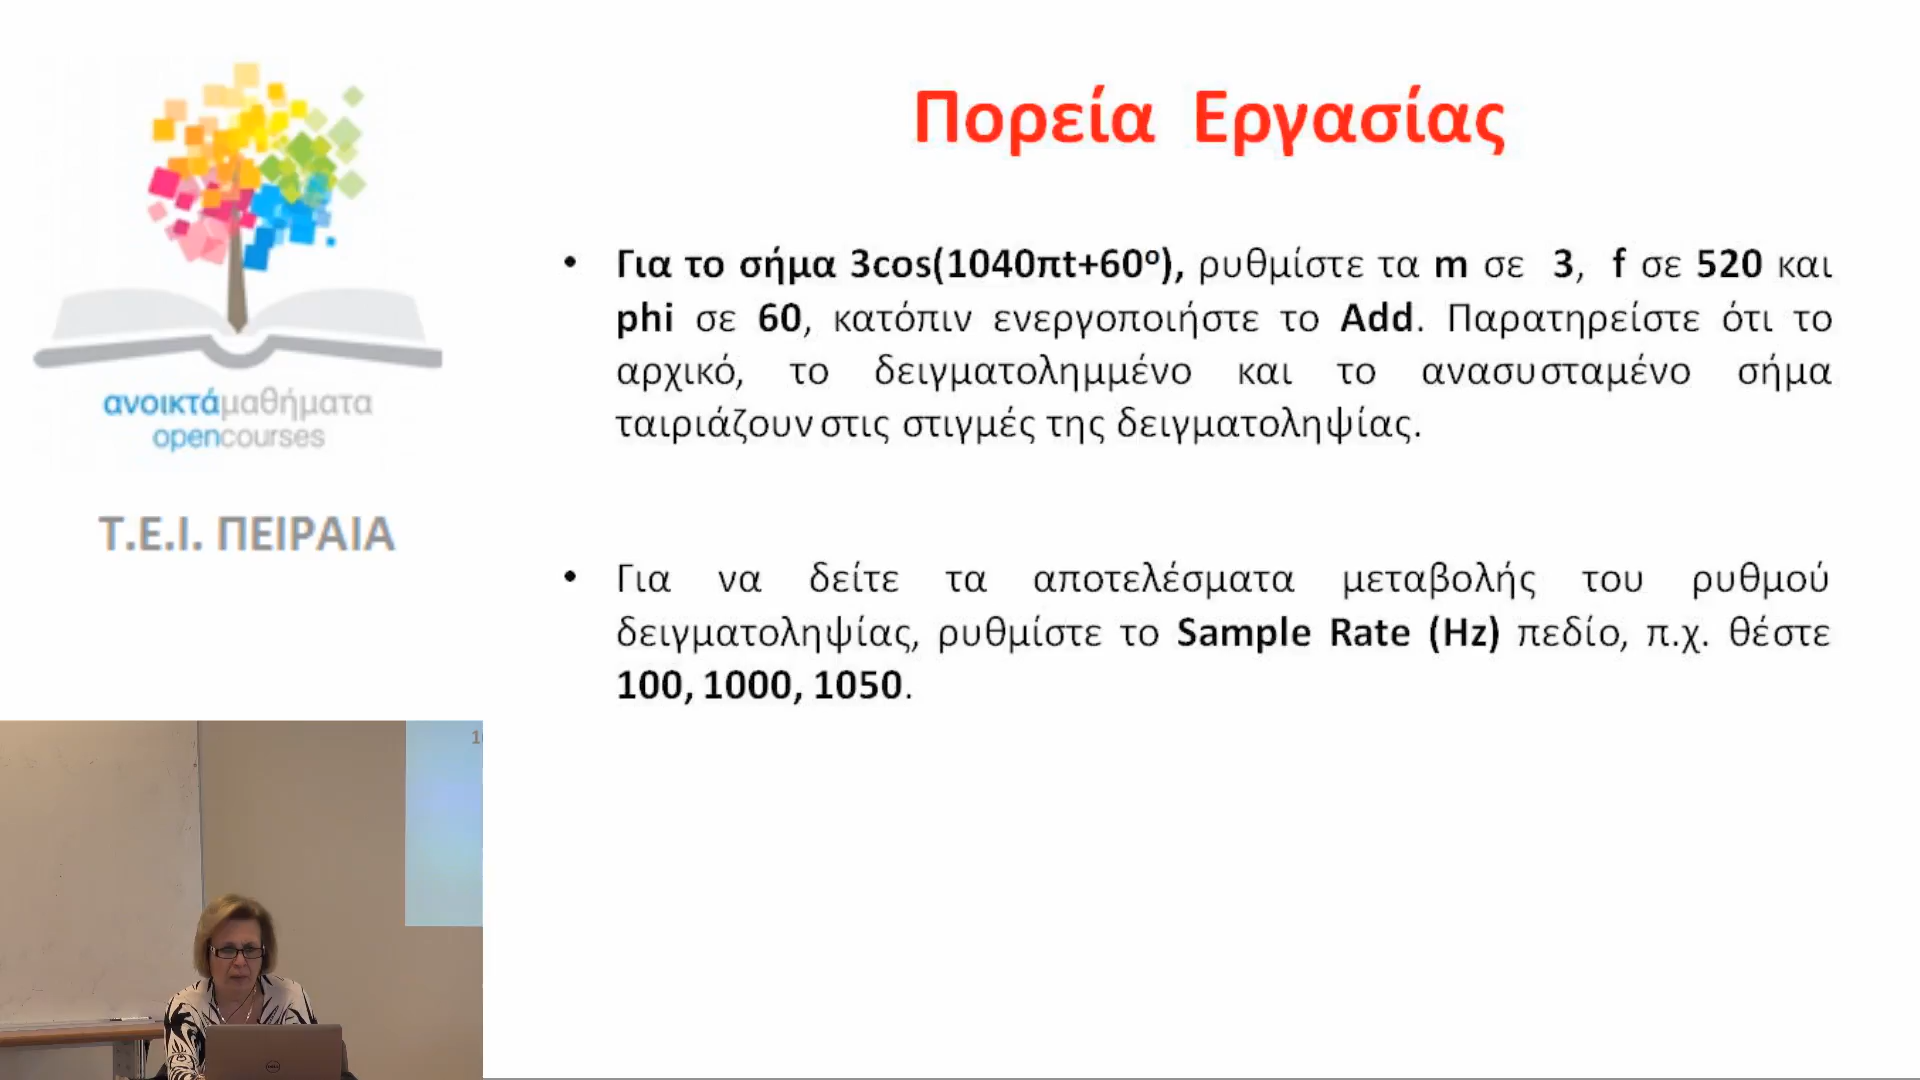 Πορεία Εργασίας
• Για το σήμα 3cos(1040πt+60ο), ρυθμίστε τα m σε 3, f σε 520 και
phi σε 60, κατόπιν ενεργοποιήστε το Add. Παρατηρείστε ότι το
αρχικό, το δειγματολημμένο και το ανασυσταμένο σήμα
ταιριάζουν στις στιγμές της δειγματοληψίας.
• Για να δείτε τα αποτελέσματα μεταβολής του ρυθμού
δειγματοληψίας, ρυθμίστε το Sample Rate (Hz) πεδίο, π.χ. θέστε
100, 1000, 1050.
ανοικτάμαθήματα
opencourses
Τ.Ε.Ι. ΠΕΙΡΑΙΑ